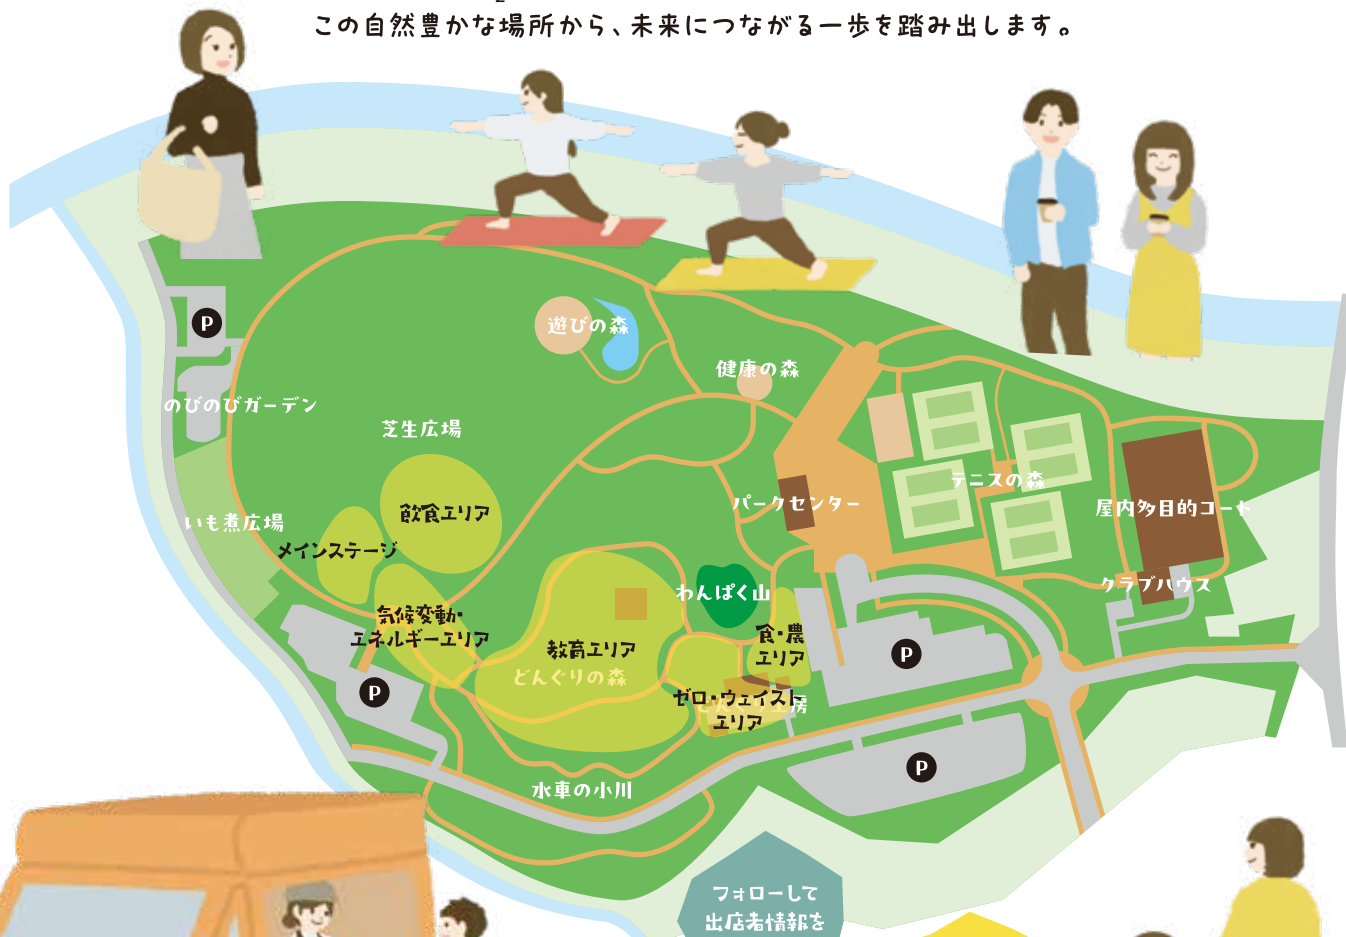 この自然豊かな場所から、未来につながる一歩を踏み出します。
P
遊びの森
健康の森
のびのびガーデン
芝生広場
テニスの森
飲食エリア
パークセンター
屋内多目的コート
いも煮広場
メインステージ
クラブハウス
わんぱく山
気候変動・
エネルギーエリア
食・農
エリア
教育エリア
どんぐりの森
P
P
ゼロ・ウェイスト
エリア
P
水車の小川
フォローして
出店者情報を